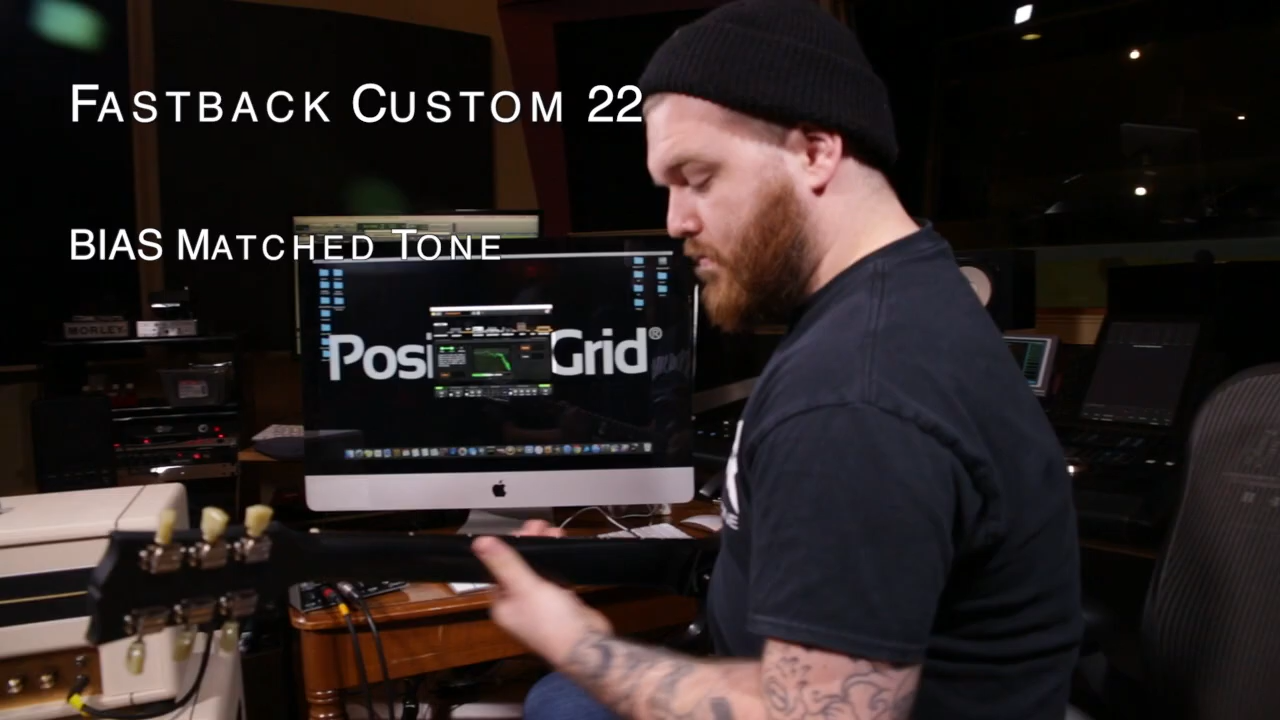 FASTBACK CUSTOM 22
BIAS MATCHED TONE
MORLEY
Posi Grid®